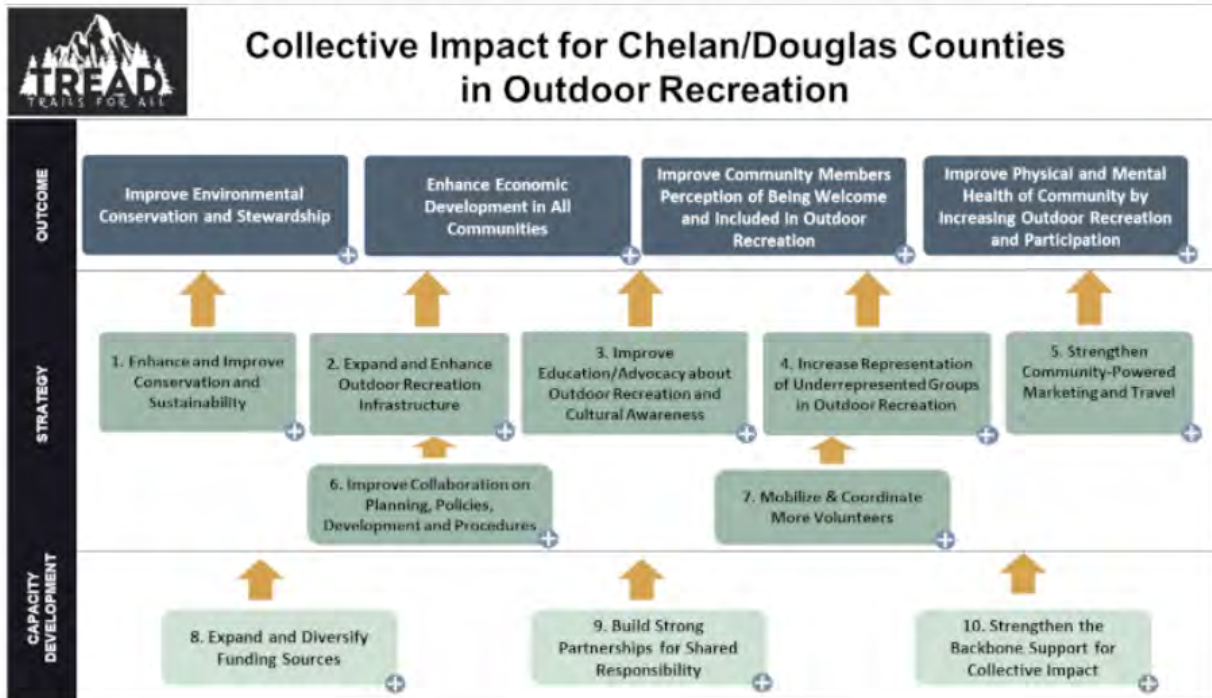 TREAD
TRAILS FOR ALL
Collective Impact for Chelan/Douglas Counties
in Outdoor Recreation
OUTCOME
Improve Environmental
Conservation and Stewardship
Enhance Economic
Development in All
Communities
Improve Community Members
Perception of Being Welcome
and Included in Outdoor
Recreation
Improve Physical and Mental
Health of Community by
Increasing Outdoor Recreation
and Participation
STRATEGY
1. Enhance and Improve
Conservation and
Sustainability
2. Expand and Enhance
Outdoor Recreation
Infrastructure
3. Improve
Education/Advocacy about
Outdoor Recreation and
Cultural Awareness
4. Increase Representation
of Underrepresented Groups
in Outdoor Recreation
5. Strengthen
Community-Powered
Marketing and Travel
6. Improve Collaboration on
Planning, Policies,
Development and Procedures
7. Mobilize & Coordinate
More Volunteers
CAPACITY
DEVELOPMENT
8. Expand and Diversify
Funding Sources
9. Build Strong
Partnerships for Shared
Responsibility
10. Strengthen the
Backbone Support for
Collective Impact